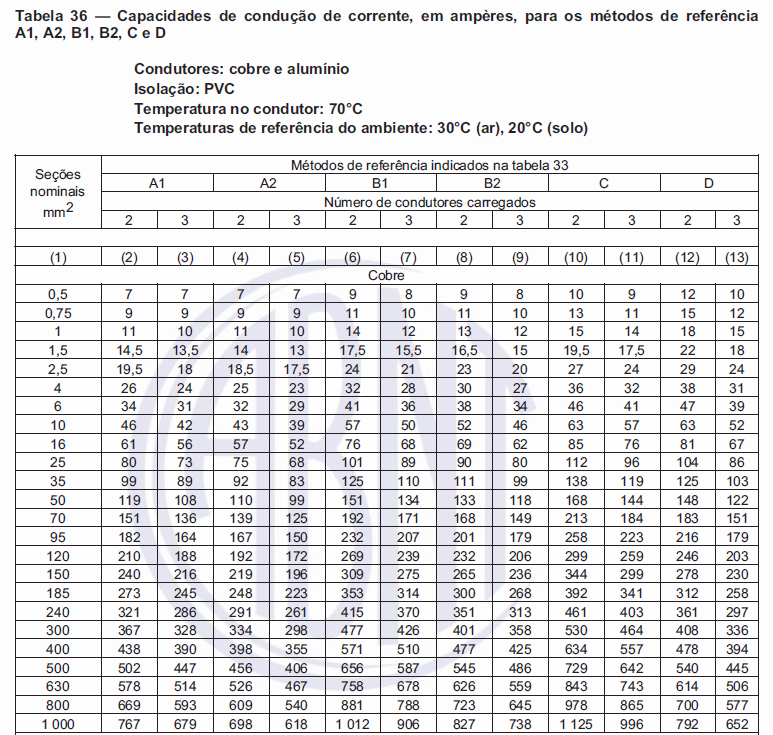 Tabela 36 — Capacidades de condução de corrente, em ampères, para os métodos de referência
A1, A2, B1, B2, C e D
Condutores: cobre e alumínio
Isolação: PVC
Temperatura no condutor: 70°C
Temperaturas de referência do ambiente: 30°C (ar), 20°C (solo)
Seções nominais mm2 Métodos de referência indicados na tabela 33
A1 A2 B1 B2 C D
Número de condutores carregados
2 3 2 3 2 3 2 3 2 3 2 3
(1) (2) (3) (4) (5) (6) (7) (8) (9) (10) (11) (12) (13)
Cobre
0,5 7 7 7 7 9 8 9 8 10 9 12 10
0,75 9 9 9 9 11 10 11 10 13 11 15 12
1 11 10 11 10 14 12 13 12 15 14 18 15
1,5 14,5 13,5 14 13 17,5 15,5 16,5 15 19,5 17,5 22 18
2,5 19,5 18 18,5 17,5 24 21 23 20 27 24 29 24
4 26 24 25 23 32 28 30 27 36 32 38 31
6 34 31 32 29 41 36 38 34 46 41 47 39
10 46 42 43 39 57 50 52 46 63 57 63 52
16 61 56 57 52 76 68 69 62 85 76 81 67
25 80 73 75 68 101 89 90 80 112 96 104 86
35 99 89 92 83 125 110 111 99 138 119 125 103
50 119 108 110 99 151 134 133 118 168 144 148 122
70 151 136 139 125 192 171 168 149 213 184 183 151
95 182 164 167 150 232 207 201 179 258 223 216 179
120 210 188 192 172 269 239 232 206 299 259 246 203
150 240 216 219 196 309 275 265 236 344 299 278 230
185 273 245 248 223 353 314 300 268 392 341 312 258
240 321 286 291 261 415 370 351 313 461 403 361 297
300 367 328 334 298 477 426 401 358 530 464 408 336
400 438 390 398 355 571 510 477 425 634 557 478 394
500 502 447 456 406 656 587 545 486 729 642 540 445
630 578 514 526 467 758 678 626 559 843 743 614 506
800 669 593 609 540 881 788 723 645 978 865 700 577
1 000 767 679 698 618 1 012 906 827 738 1 125 996 792 652
ABNT